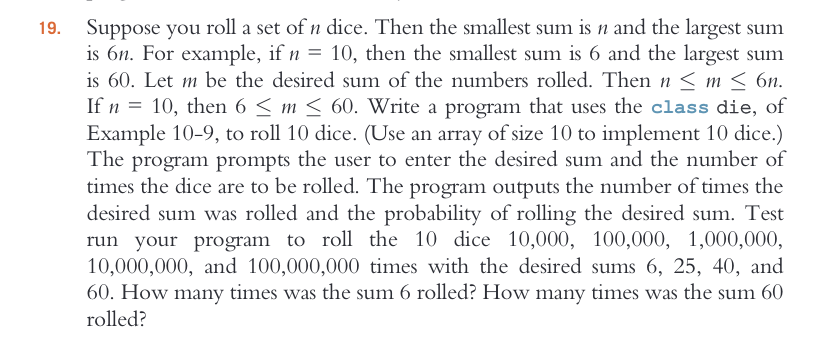 19. Suppose you roll a set of n dice. Then the smallest sum is n and the largest sum
is 6n. For example, if n = 10, then the smallest sum is 6 and the largest sum
is 60. Let m be the desired sum of the numbers rolled. Then n ≤ m ≤ 6n.
If n = 10, then 6 ≤ m ≤ 60. Write a program that uses the class die, of
Example 10-9, to roll 10 dice. (Use an array of size 10 to implement 10 dice.)
The program prompts the user to enter the desired sum and the number of
times the dice are to be rolled. The program outputs the number of times the
desired sum was rolled and the probability of rolling the desired sum. Test
run your program to roll the 10 dice 10,000, 100,000, 1,000,000,
10,000,000, and 100,000,000 times with the desired sums 6, 25, 40, and
60. How many times was the sum 6 rolled? How many times was the sum 60
rolled?